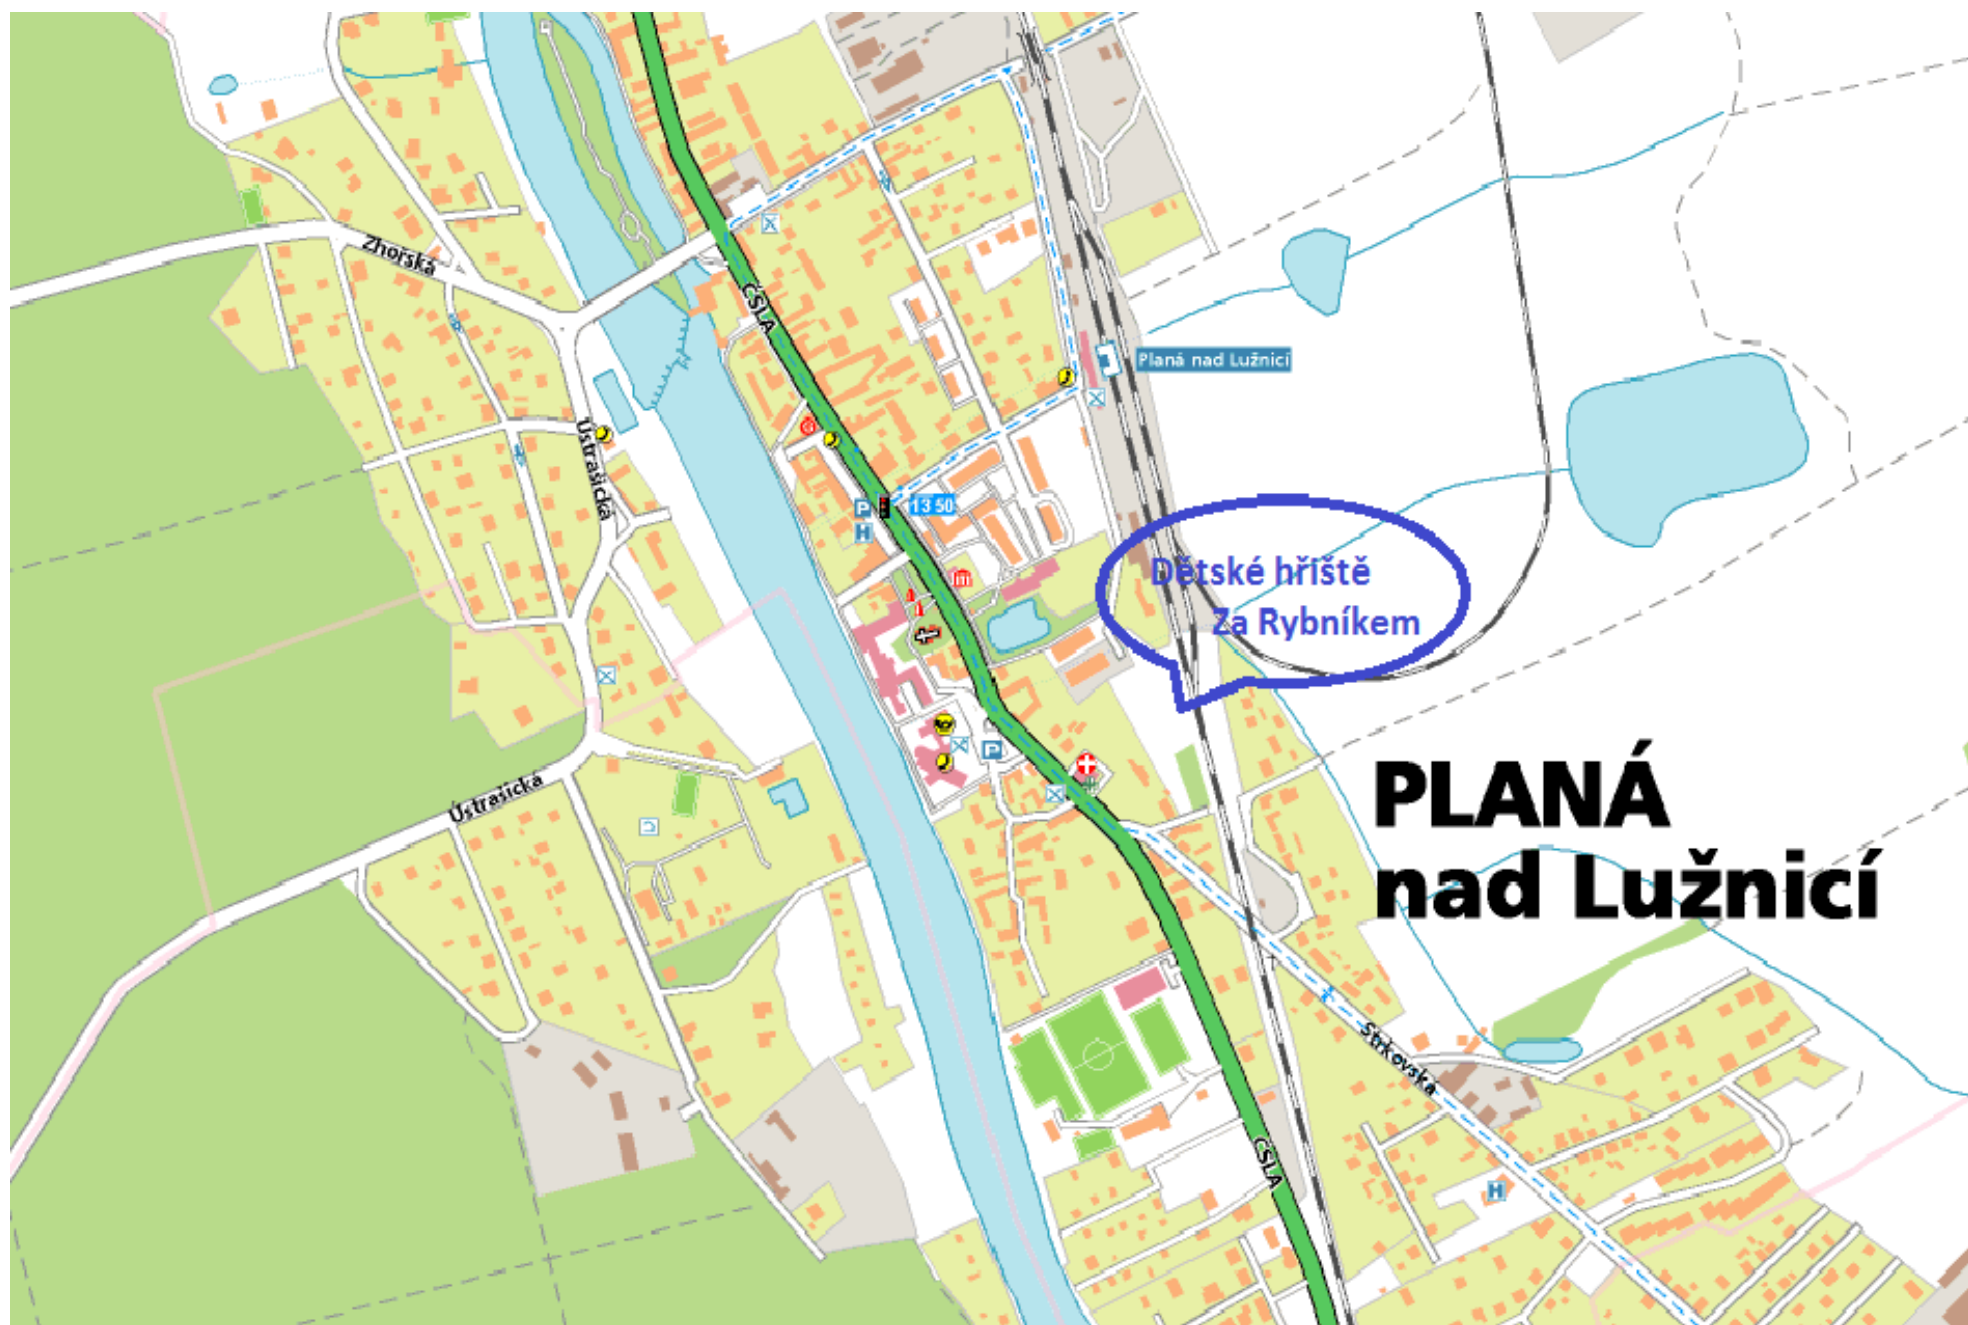 Zhorská
ČSLA
Planá nad Lužnicí
Ústrašická
P
13 50
H
Dětské hřiště
Za Rybníkem
P
Ústrašická
PLANÁ
nad Lužnicí
Strkovská
ČSLA
H